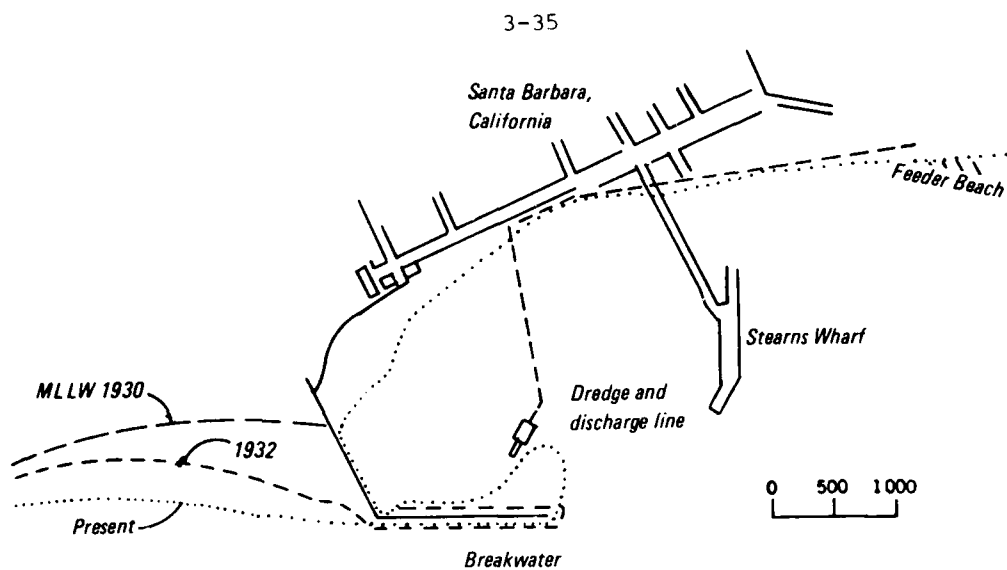 3-35
Santa Barbara,
California
Feeder Beach
Stearns Wharf
MLLW 1930
Dredge and
discharge line
1932
0 500 1000
Present
Breakwater